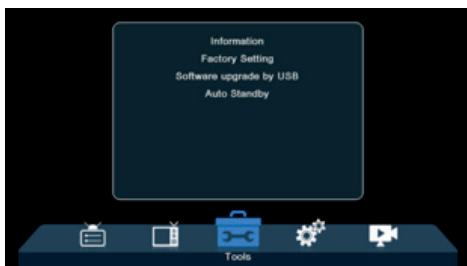 Information
Factory Setting
Software upgrade by USB
Auto Standby
Tools